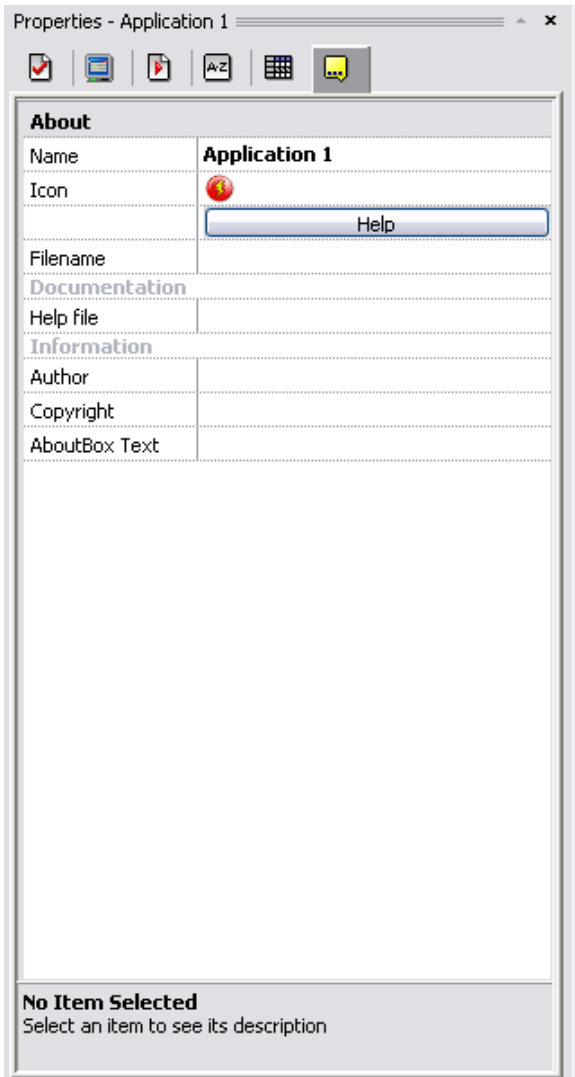 Properties - Application 1
A-Z
About
Name Application 1
Icon
Help
Filename
Documentation
Help file
Information
Author
Copyright
AboutBox Text
No Item Selected
Select an item to see its description